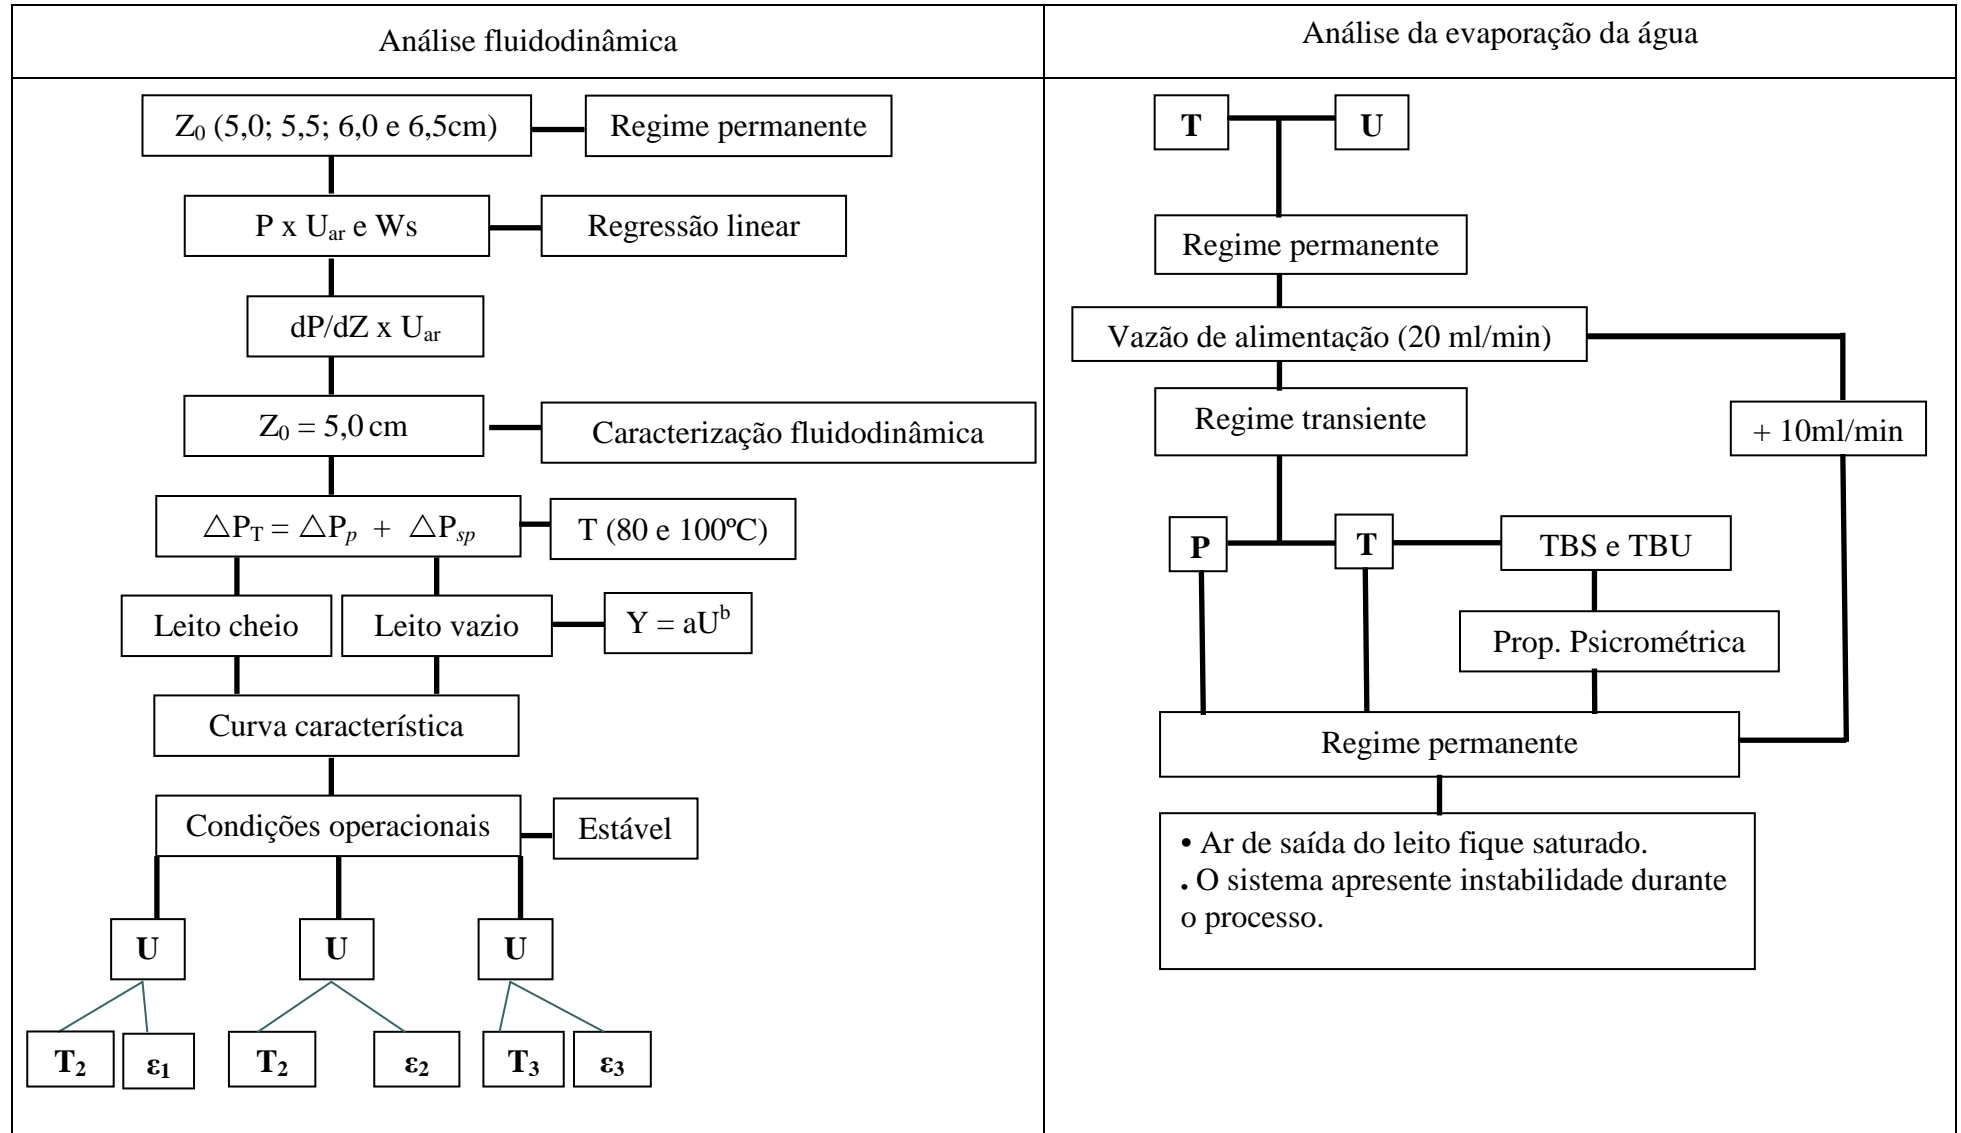 Análise fluidodinâmica
Z₀ (5,0; 5,5; 6,0 e 6,5cm)
Regime permanente
P x Uₐᵣ e Ws
Regressão linear
dP/dZ x Uₐᵣ
Z₀ = 5,0 cm
Caracterização fluidodinâmica
△P_T = △P_p + △P_sp
T (80 e 100ºC)
Leito cheio
Leito vazio
Y = aUᵇ
Curva característica
Condições operacionais
Estável
U
U
U
T₂
ε₁
T₂
ε₂
T₃
ε₃
Análise da evaporação da água
T
U
Regime permanente
Vazão de alimentação (20 ml/min)
Regime transiente
+ 10ml/min
P
T
TBS e TBU
Prop. Psicrométrica
Regime permanente
• Ar de saída do leito fique saturado.
. O sistema apresente instabilidade durante
o processo.